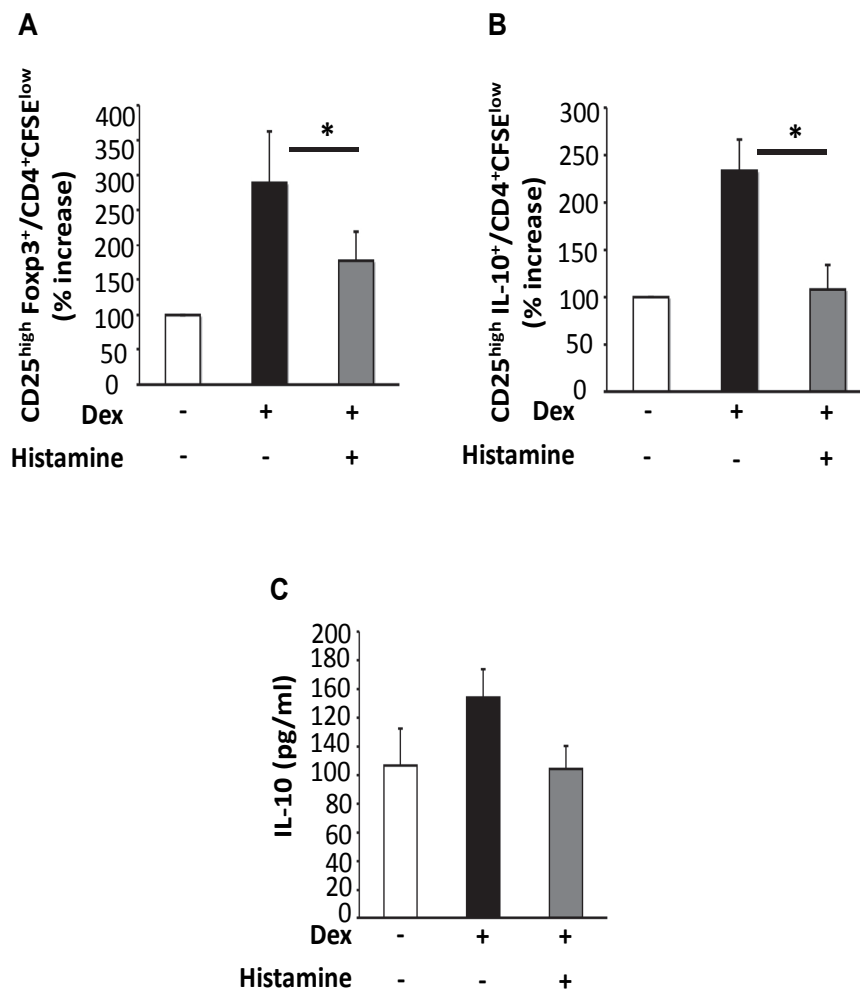 A
CD25high Foxp3+/CD4+CFSElow
(% increase)
400
350
300
250
200
150
100
50
0
*
Dex - + +
Histamine - - +
B
CD25high IL-10+/CD4+CFSElow
(% increase)
300
250
200
150
100
50
0
*
Dex - + +
Histamine - - +
C
IL-10 (pg/ml)
200
180
160
120
140
100
80
60
40
20
0
Dex - + +
Histamine - - +